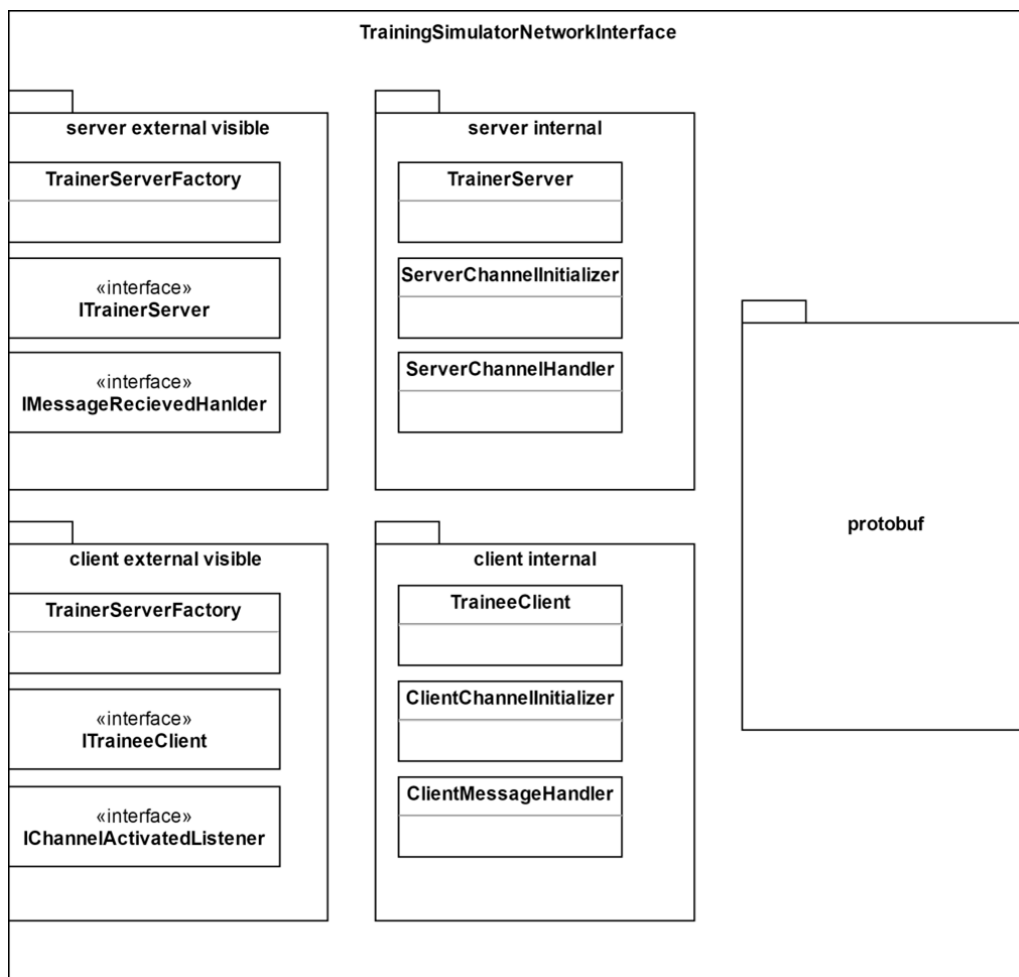 TrainingSimulatorNetworkInterface
server external visible
TrainerServerFactory
«interface»
ITrainerServer
«interface»
IMessageRecievedHanlder
server internal
TrainerServer
ServerChannelInitializer
ServerChannelHandler
protobuf
client external visible
TrainerServerFactory
«interface»
ITraineeClient
«interface»
IChannelActivatedListener
client internal
TraineeClient
ClientChannelInitializer
ClientMessageHandler